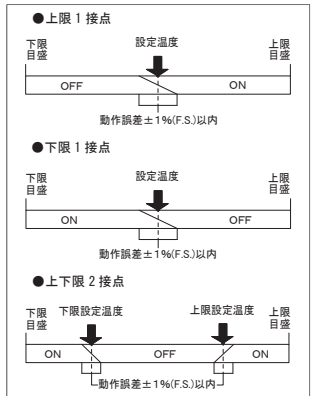 ●上限1接点
下限目盛
設定温度
上限目盛
OFF
ON
動作誤差±1%(F.S.)以内
●下限1接点
下限目盛
設定温度
上限目盛
ON
OFF
動作誤差±1%(F.S.)以内
●上下限2接点
下限目盛
下限設定温度
上限設定温度
上限目盛
ON
OFF
ON
動作誤差±1%(F.S.)以内